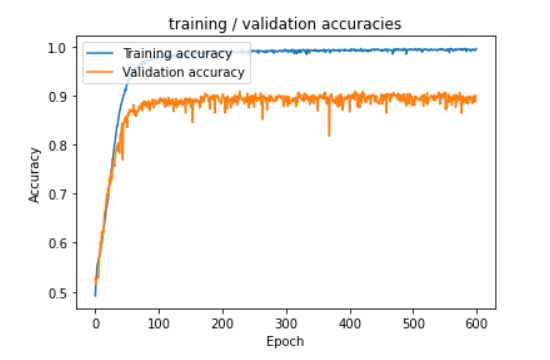 training / validation accuracies
1.0
Training accuracy
Validation accuracy
0.9
0.8
0.7
0.6
0.5
Accuracy
0
100
200
300
400
500
600
Epoch